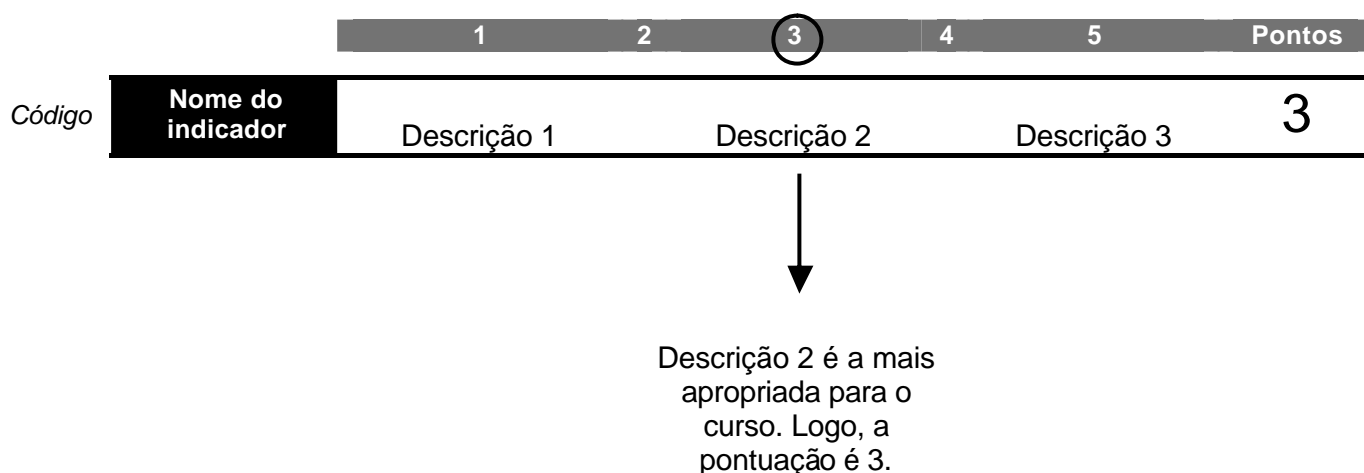 1 2 3 4 5 Pontos
Código
Nome do
indicador
Descrição 1 Descrição 2 Descrição 3
3
Descrição 2 é a mais
apropriada para o
curso. Logo, a
pontuação é 3.